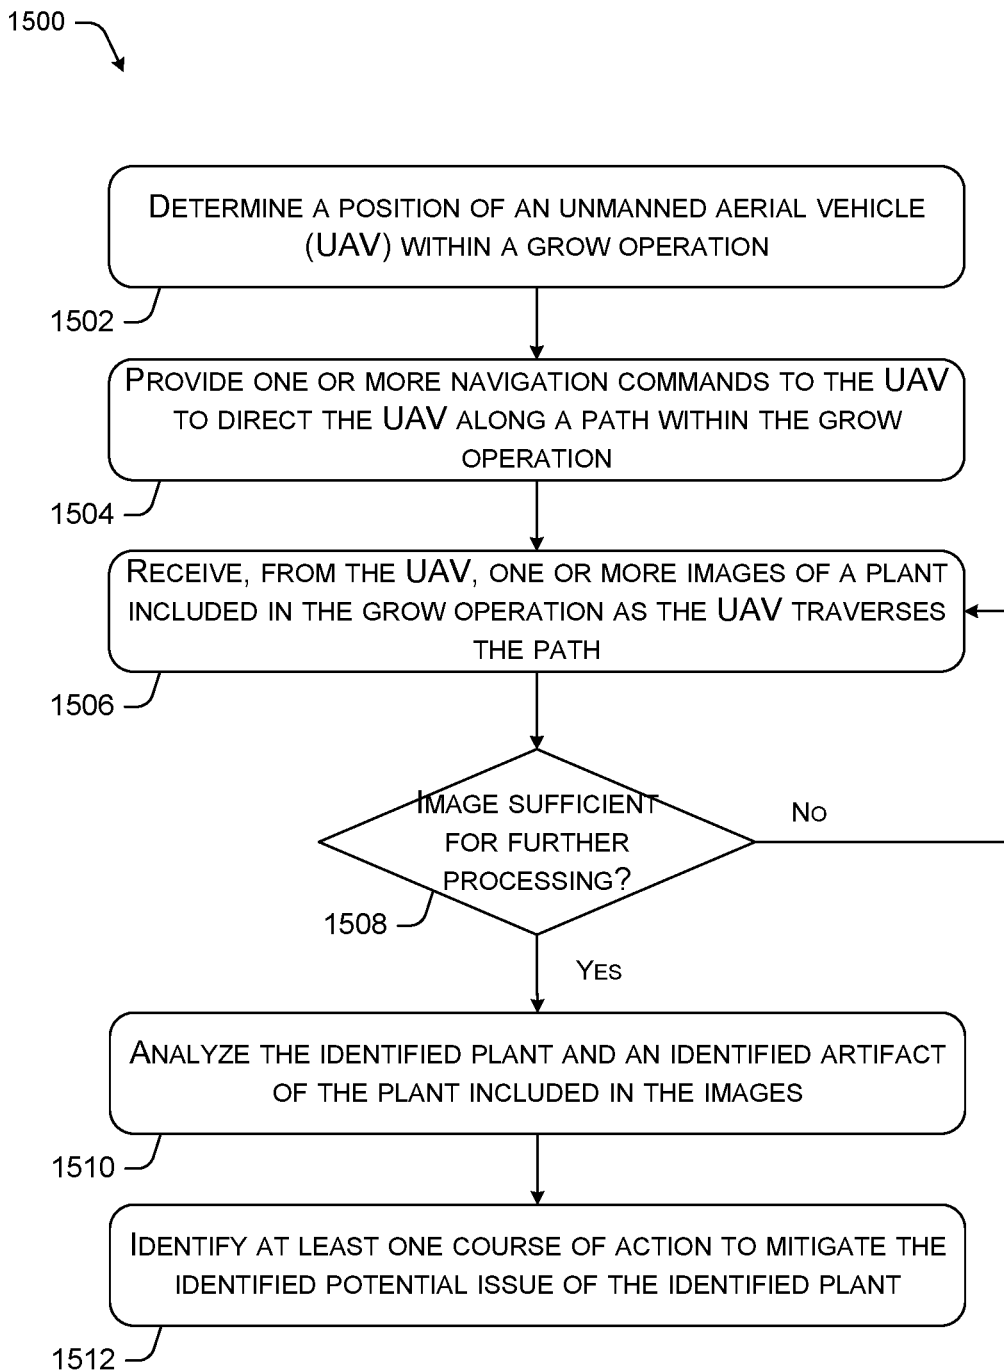 1500
DETERMINE A POSITION OF AN UNMANNED AERIAL VEHICLE
(UAV) WITHIN A GROW OPERATION
1502
PROVIDE ONE OR MORE NAVIGATION COMMANDS TO THE UAV
TO DIRECT THE UAV ALONG A PATH WITHIN THE GROW
OPERATION
1504
RECEIVE, FROM THE UAV, ONE OR MORE IMAGES OF A PLANT
INCLUDED IN THE GROW OPERATION AS THE UAV TRAVERSES
THE PATH
1506
IMAGE SUFFICIENT
FOR FURTHER
PROCESSING?
NO
1508
YES
ANALYZE THE IDENTIFIED PLANT AND AN IDENTIFIED ARTIFACT
OF THE PLANT INCLUDED IN THE IMAGES
1510
IDENTIFY AT LEAST ONE COURSE OF ACTION TO MITIGATE THE
IDENTIFIED POTENTIAL ISSUE OF THE IDENTIFIED PLANT
1512